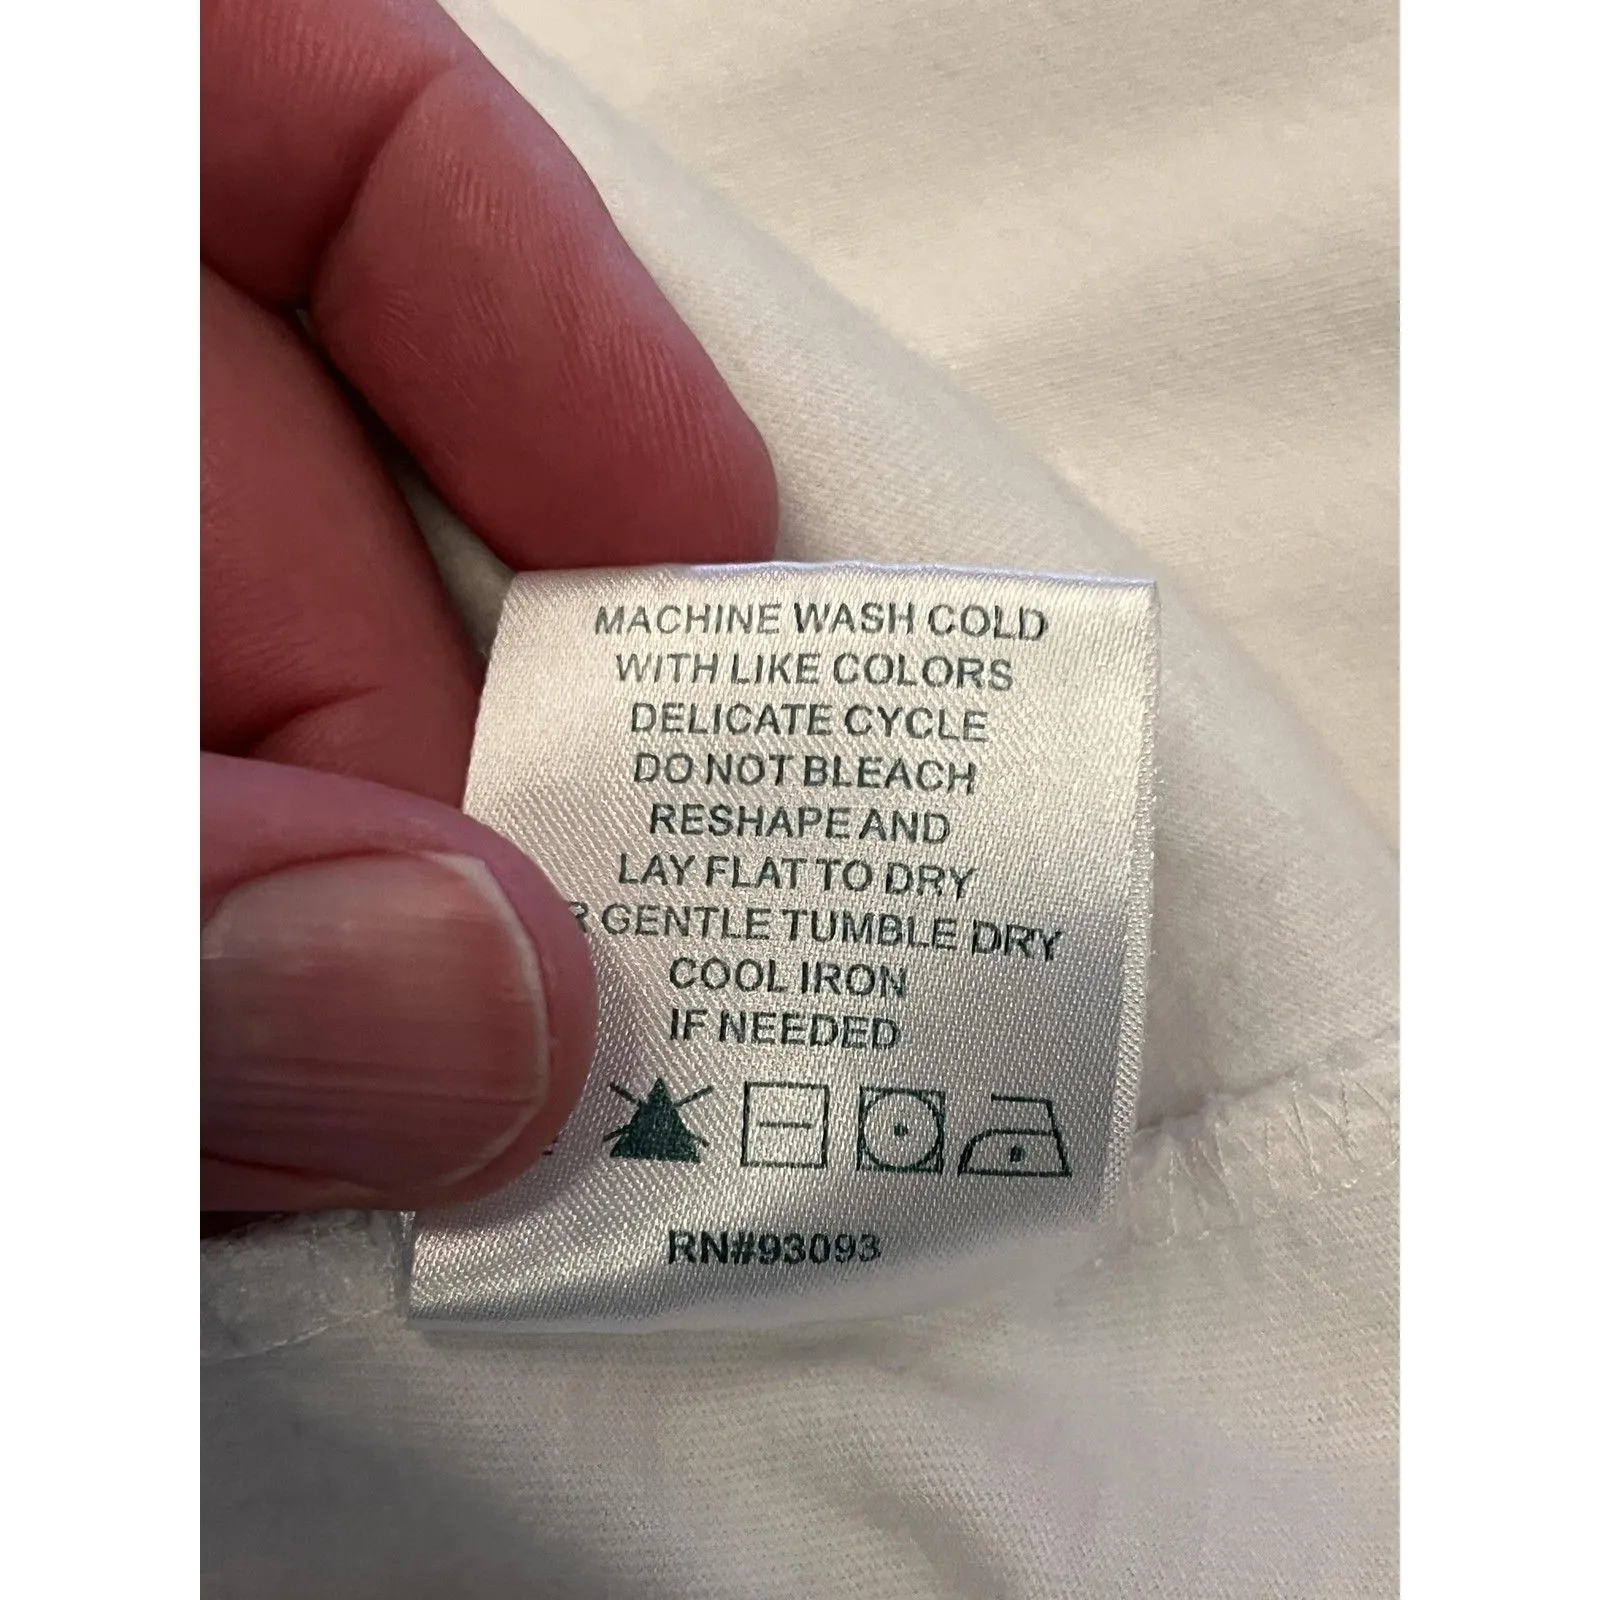 MACHINE WASH COLD
WITH LIKE COLORS
DELICATE CYCLE
DO NOT BLEACH
RESHAPE AND
LAY FLAT TO DRY
GENTLE TUMBLE DRY
COOL IRON
IF NEEDED
RN#93093